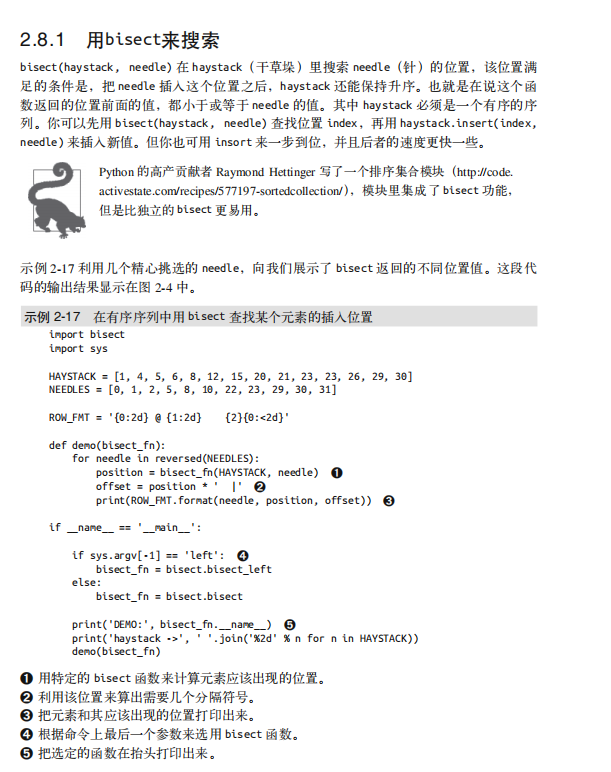 2.8.1 用bisect来搜索
bisect(haystack, needle) 在 haystack（干草垛）里搜索 needle（针）的位置，该位置满
足的条件是，把 needle 插入这个位置之后，haystack 还能保持升序。也就是在说这个函
数返回的位置前面的值，都小于或等于 needle 的值。其中 haystack 必须是一个有序的序
列。你可以先用 bisect(haystack, needle) 查找位置 index，再用 haystack.insert(index,
needle) 来插入新值。但你也可用 insort 来一步到位，并且后者的速度更快一些。
Python 的高产贡献者 Raymond Hettinger 写了一个排序集合模块（http://code.
activestate.com/recipes/577197-sortedcollection/），模块里集成了 bisect 功能，
但是比独立的 bisect 更易用。
示例 2-17 利用几个精心挑选的 needle，向我们展示了 bisect 返回的不同位置值。这段代
码的输出结果显示在图 2-4 中。
示例 2-17 在有序序列中用 bisect 查找某个元素的插入位置
import bisect
import sys
HAYSTACK = [1, 4, 5, 6, 8, 12, 15, 20, 21, 23, 23, 26, 29, 30]
NEEDLES = [0, 1, 2, 5, 8, 10, 22, 23, 29, 30, 31]
ROW_FMT = '{0:2d} @ {1:2d}    {2}{0:<2d}'
def demo(bisect_fn):
    for needle in reversed(NEEDLES):
        position = bisect_fn(HAYSTACK, needle) ❶
        offset = position * '  |' ❷
        print(ROW_FMT.format(needle, position, offset)) ❸
if __name__ == '__main__':
    if sys.argv[-1] == 'left': ❹
        bisect_fn = bisect.bisect_left
    else:
        bisect_fn = bisect.bisect
    print('DEMO:', bisect_fn.__name__) ❺
    print('haystack ->', ' '.join('%2d' % n for n in HAYSTACK))
    demo(bisect_fn)
❶ 用特定的 bisect 函数来计算元素应该出现的位置。
❷ 利用该位置来算出需要几个分隔符号。
❸ 把元素和其应该出现的位置打印出来。
❹ 根据命令上最后一个参数来选用 bisect 函数。
❺ 把选定的函数在抬头打印出来。